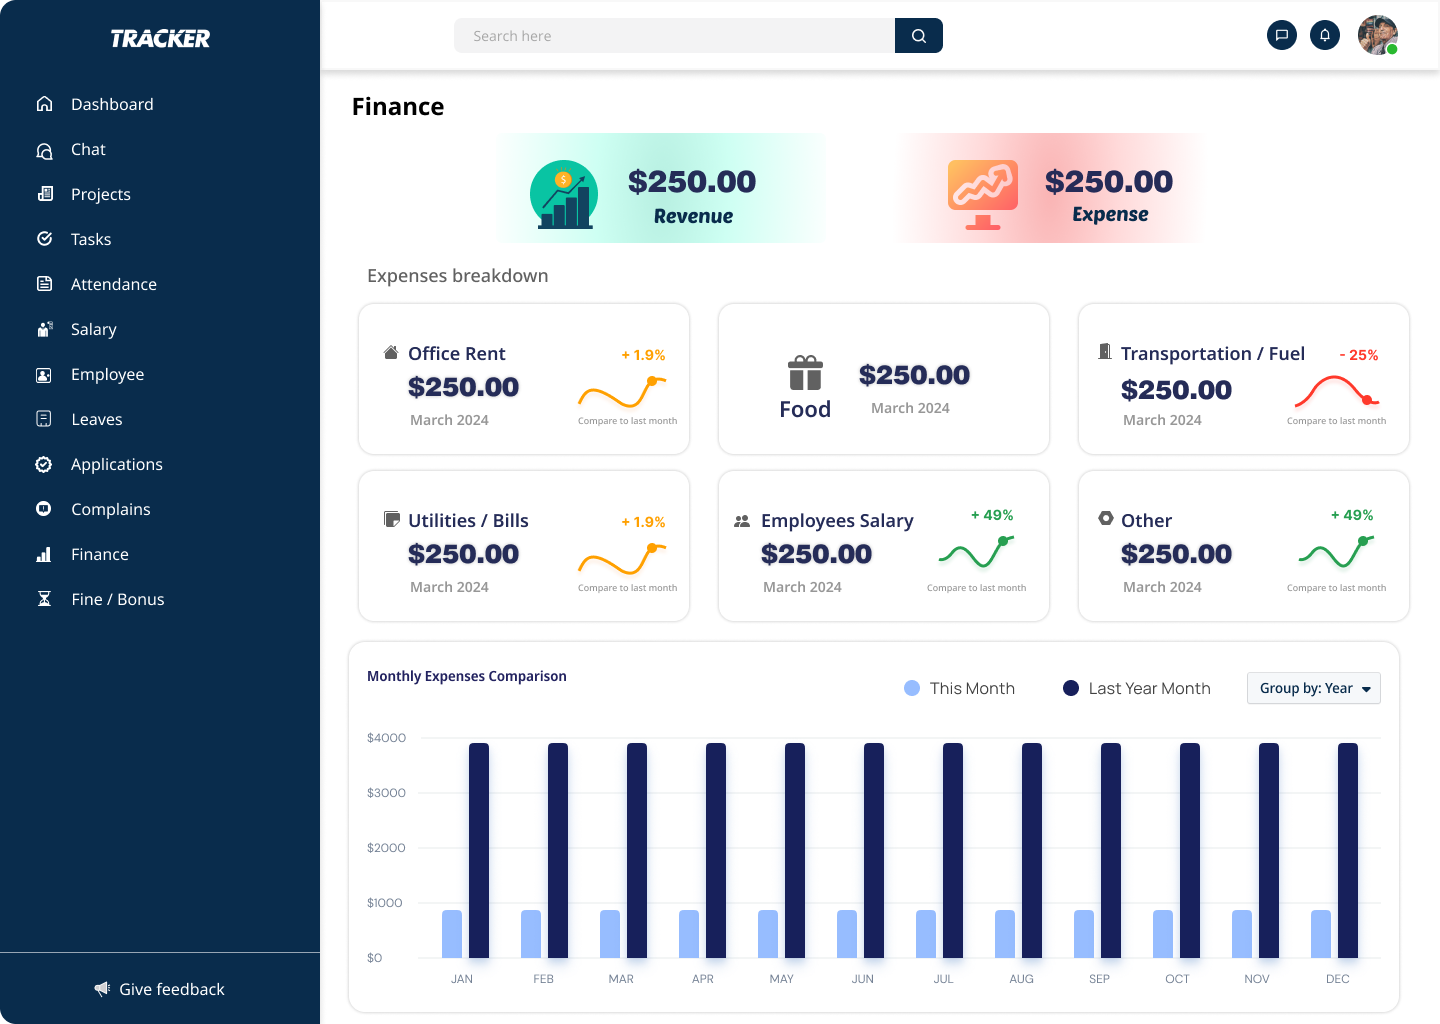 TRACKER
Dashboard
Chat
Projects
Tasks
Attendance
Salary
Employee
Leaves
Applications
Complains
Finance
Fine / Bonus
Give feedback
Search here
Finance
$
$250.00
Revenue
$250.00
Expense
Expenses breakdown
Office Rent
+ 1.9%
$250.00
March 2024
Compare to last month
Food
$250.00
March 2024
Transportation / Fuel
- 25%
$250.00
March 2024
Compare to last month
Utilities / Bills
+ 1.9%
$250.00
March 2024
Compare to last month
Employees Salary
+ 49%
$250.00
March 2024
Compare to last month
Other
+ 49%
$250.00
March 2024
Compare to last month
Monthly Expenses Comparison
This Month
Last Year Month
Group by: Year
$4000
$3000
$2000
$1000
$0
JAN FEB MAR APR MAY JUN JUL AUG SEP OCT NOV DEC